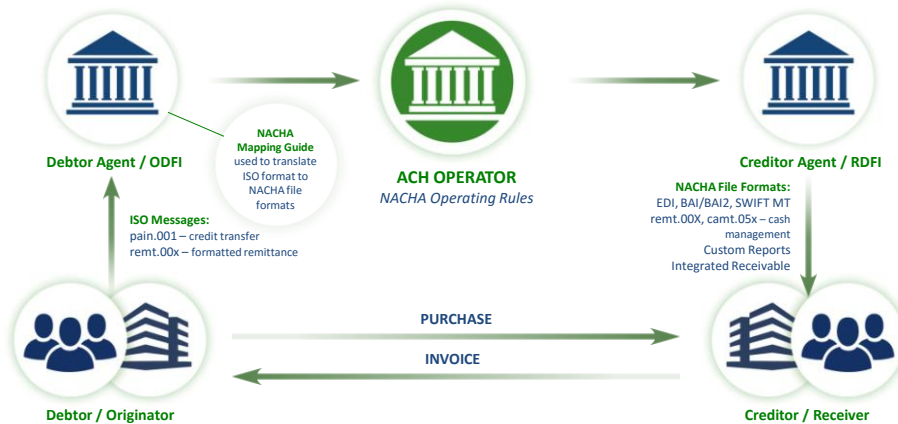 Debtor Agent / ODFI
NACHA
Mapping Guide
used to translate
ISO format to
NACHA file
formats
ACH OPERATOR
NACHA Operating Rules
Creditor Agent / RDFI
ISO Messages:
pain.001 – credit transfer
remt.00x – formatted remittance
NACHA File Formats:
EDI, BAI/BAI2, SWIFT MT
remt.00X, camt.05x – cash
management
Custom Reports
Integrated Receivable
PURCHASE
INVOICE
Debtor / Originator
Creditor / Receiver